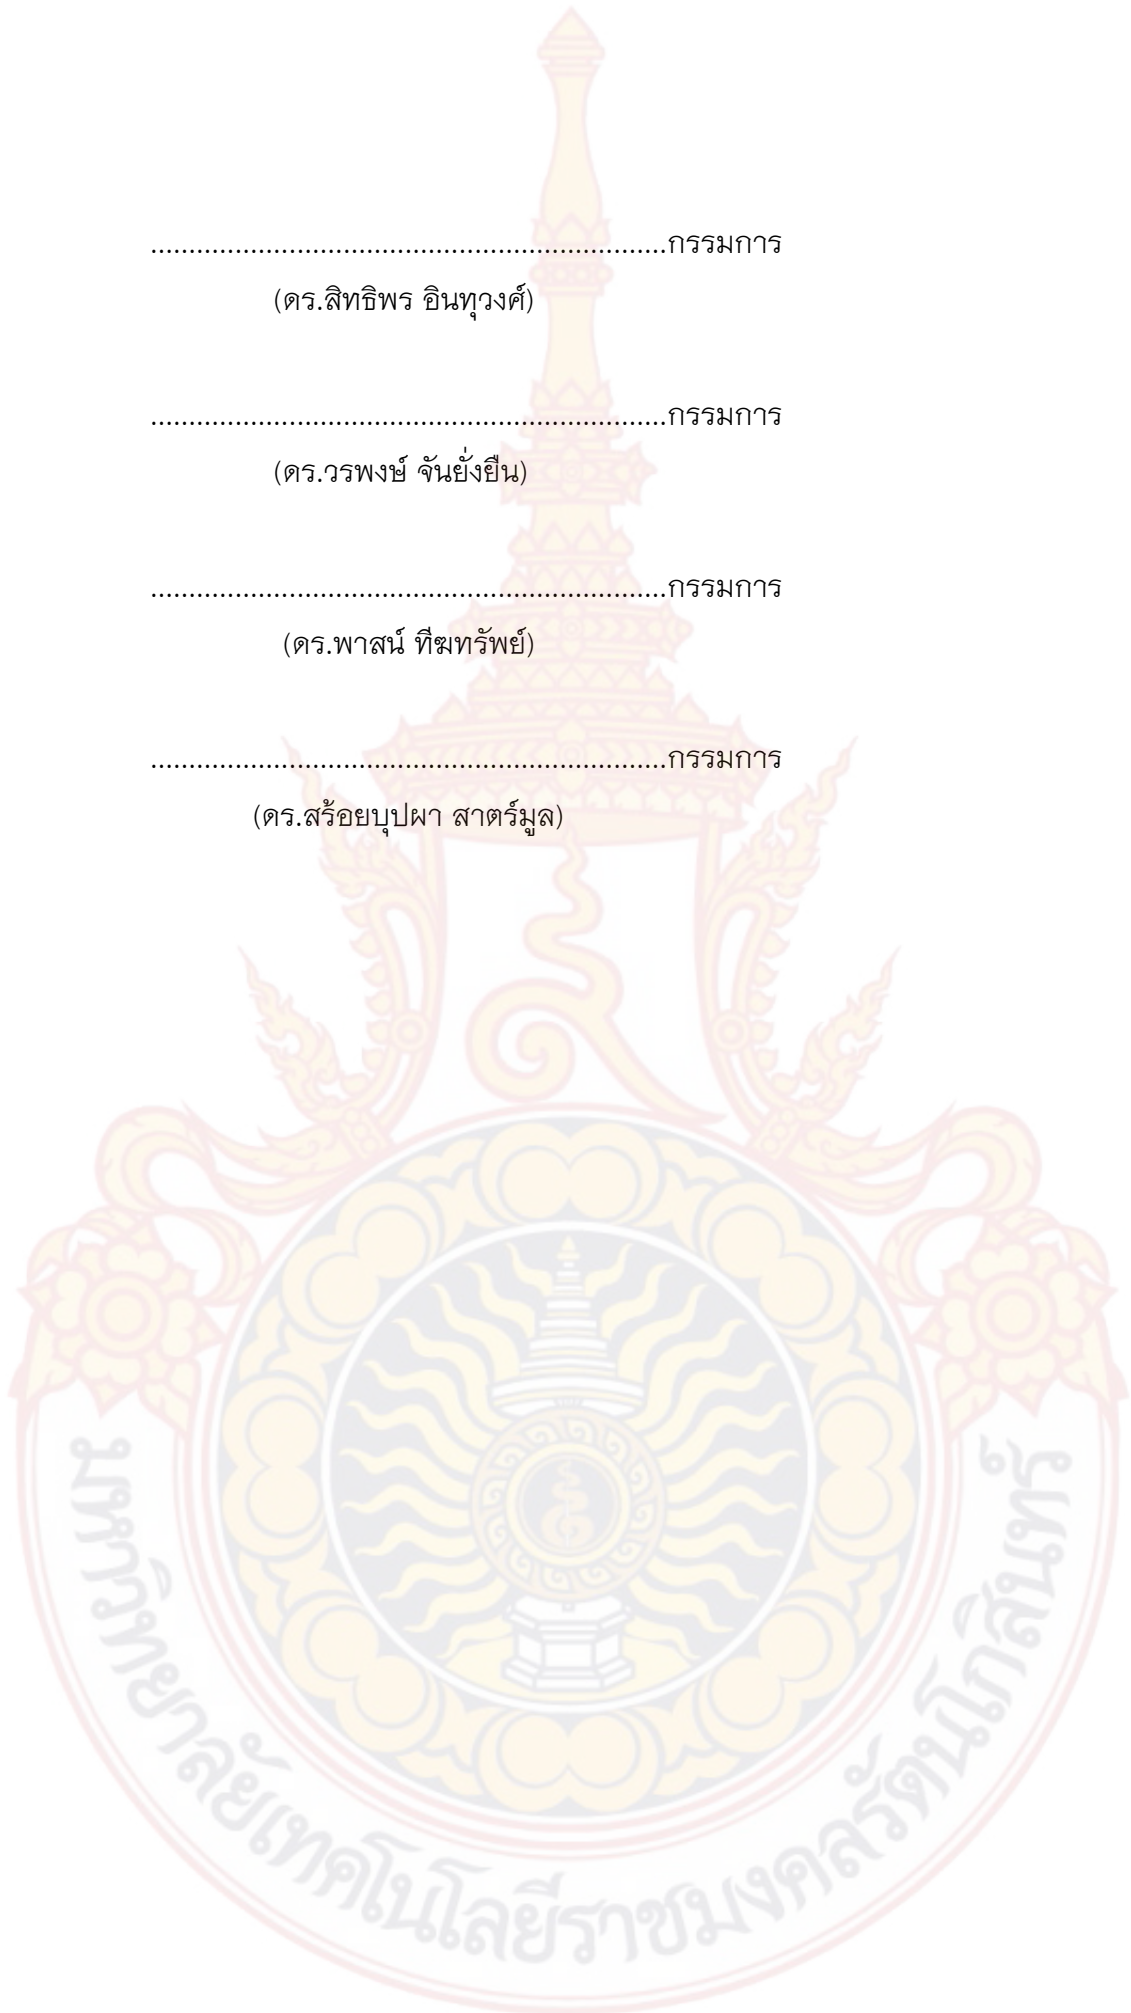 ...................................................................กรรมการ
(ดร.สิทธิพร อินทุวงศ์)
...................................................................กรรมการ
(ดร.วรพงษ์ จันยั่งยืน)
...................................................................กรรมการ
(ดร.พาสน์ ทีฆทรัพย์)
...................................................................กรรมการ
(ดร.สร้อยบุปผา สาตร์มูล)
มหาวิทยาลัยเทคโนโลยีราชมงคลรัตนโกสินทร์